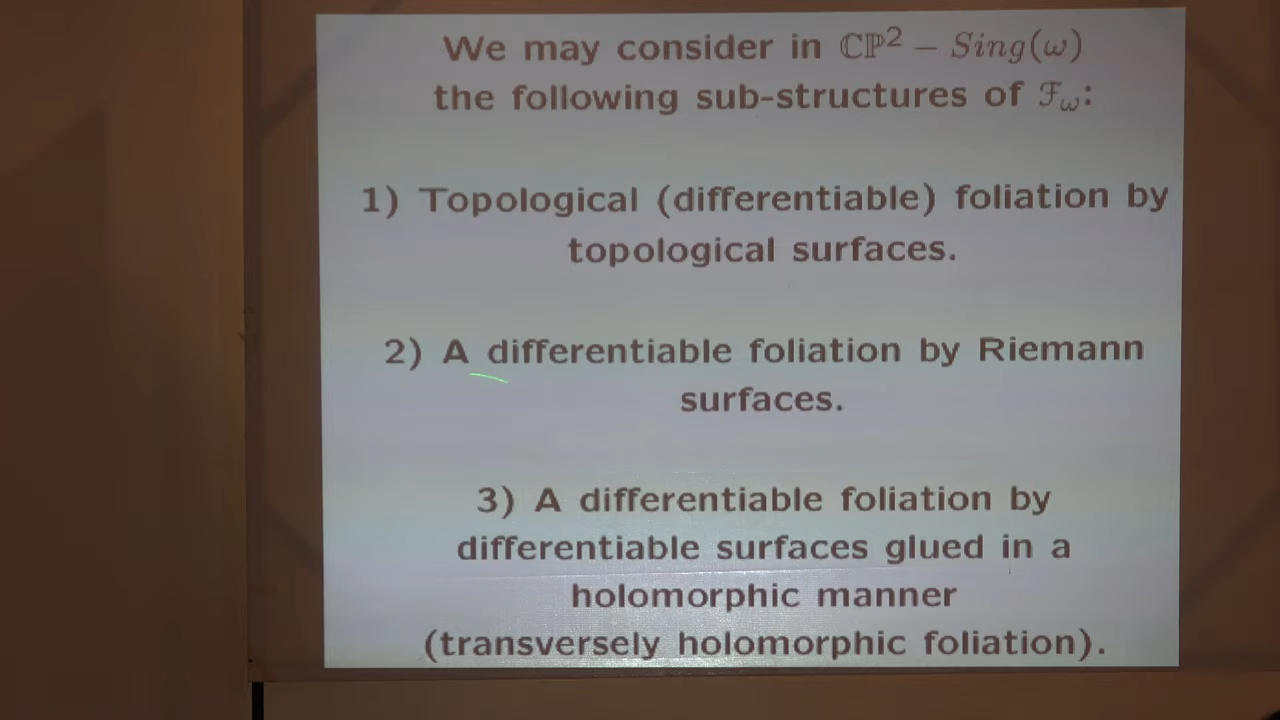 We may consider in ℂℙ² − Sing(ω)
the following sub-structures of ℱ_ω:
1) Topological (differentiable) foliation by
topological surfaces.
2) A differentiable foliation by Riemann
surfaces.
3) A differentiable foliation by
differentiable surfaces glued in a
holomorphic manner
(transversely holomorphic foliation).